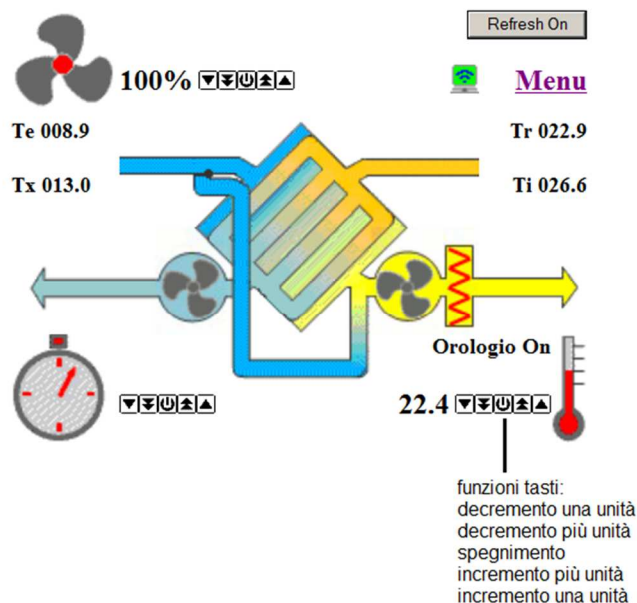 Refresh On
100%
Menu
Te 008.9
Tr 022.9
Tx 013.0
Ti 026.6
Orologio On
22.4
funzioni tasti:
decremento una unità
decremento più unità
spegnimento
incremento più unità
incremento una unità